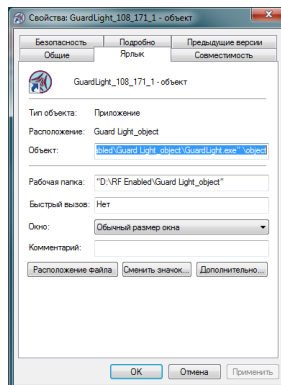 Свойства: GuardLight_108_171_1 - объект
Безопасность Подробно Предыдущие версии
Общие Ярлык Совместимость
GuardLight_108_171_1 - объект
Тип объекта: Приложение
Расположение: Guard Light_object
Объект: bled\Guard Light_object\GuardLight.exe" \object
Рабочая папка: "D:\RF Enabled\Guard Light_object"
Быстрый вызов: Нет
Окно: Обычный размер окна
Комментарий:
Расположение файла Сменить значок... Дополнительно...
OK Отмена Применить